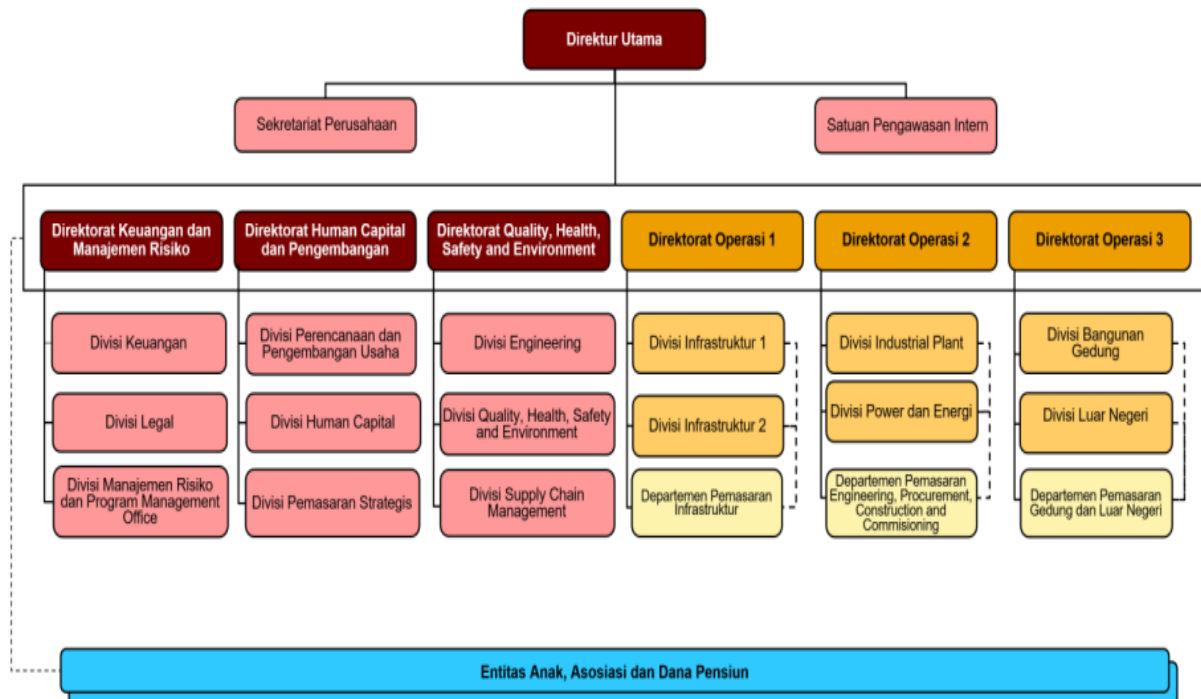 Direktur Utama
Sekretariat Perusahaan
Satuan Pengawasan Intern
Direktorat Keuangan dan
Manajemen Risiko
Direktorat Human Capital
dan Pengembangan
Direktorat Quality, Health,
Safety and Environment
Direktorat Operasi 1
Direktorat Operasi 2
Direktorat Operasi 3
Divisi Keuangan
Divisi Legal
Divisi Manajemen Risiko
dan Program Management
Office
Divisi Perencanaan dan
Pengembangan Usaha
Divisi Human Capital
Divisi Pemasaran Strategis
Divisi Engineering
Divisi Quality, Health, Safety
and Environment
Divisi Supply Chain
Management
Divisi Infrastruktur 1
Divisi Infrastruktur 2
Departemen Pemasaran
Infrastruktur
Divisi Industrial Plant
Divisi Power dan Energi
Departemen Pemasaran
Engineering, Procurement,
Construction and
Commisioning
Divisi Bangunan
Gedung
Divisi Luar Negeri
Departemen Pemasaran
Gedung dan Luar Negeri
Entitas Anak, Asosiasi dan Dana Pensiun